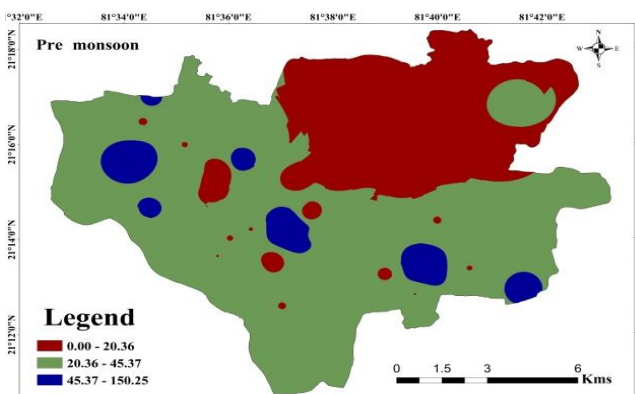 81°32'0"E 81°34'0"E 81°36'0"E 81°38'0"E 81°40'0"E 81°42'0"E
Pre monsoon
N
W E
S
21°18'0"N
21°16'0"N
21°14'0"N
21°12'0"N
Legend
0.00 - 20.36
20.36 - 45.37
45.37 - 150.25
0 1.5 3 6
Kms